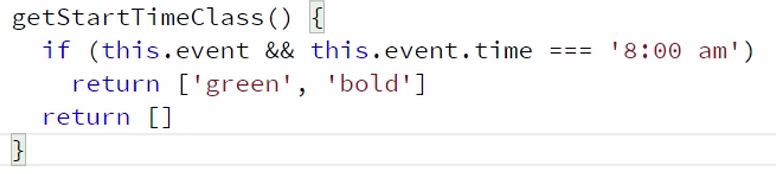 getStartTimeClass() {
  if (this.event && this.event.time === '8:00 am')
    return ['green', 'bold']
  return []
}